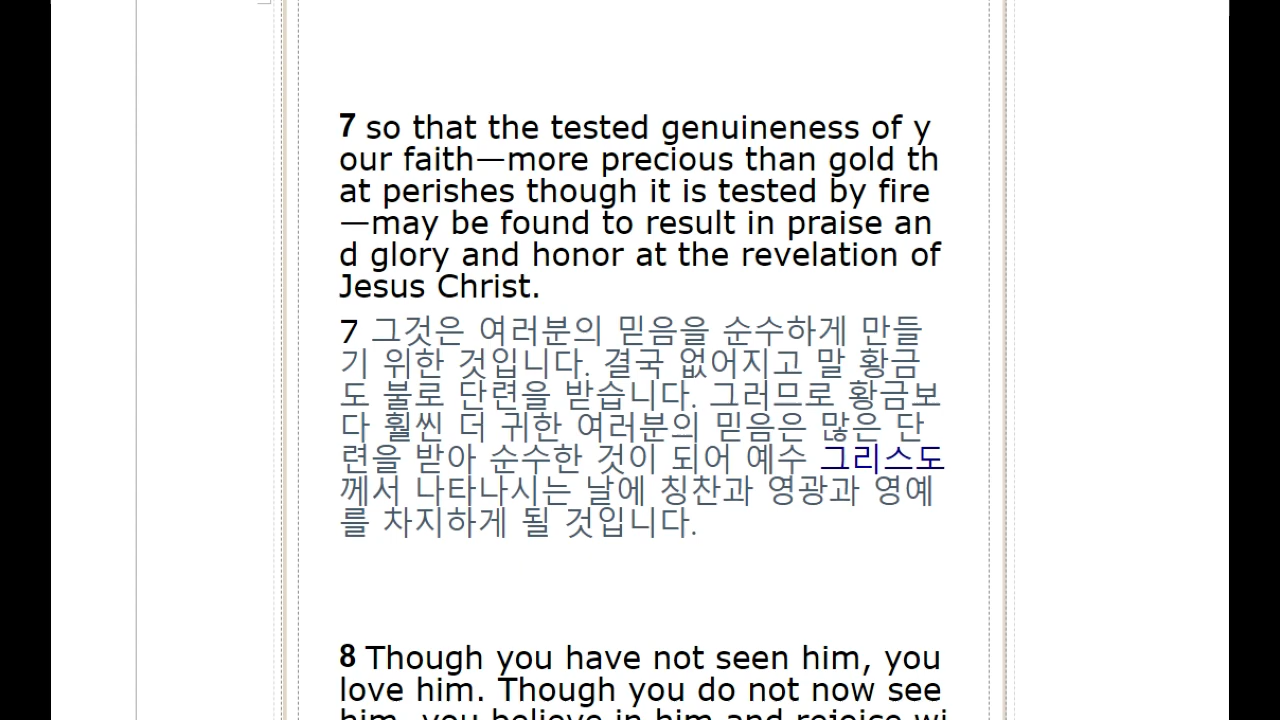 7 so that the tested genuineness of y
our faith—more precious than gold th
at perishes though it is tested by fire
—may be found to result in praise an
d glory and honor at the revelation of
Jesus Christ.
7 그것은 여러분의 믿음을 순수하게 만들
기 위한 것입니다. 결국 없어지고 말 황금
도 불로 단련을 받습니다. 그러므로 황금보
다 훨씬 더 귀한 여러분의 믿음은 많은 단
련을 받아 순수한 것이 되어 예수 그리스도
께서 나타나시는 날에 칭찬과 영광과 영예
를 차지하게 될 것입니다.
8 Though you have not seen him, you
love him. Though you do not now see
him, you believe in him and rejoice wi